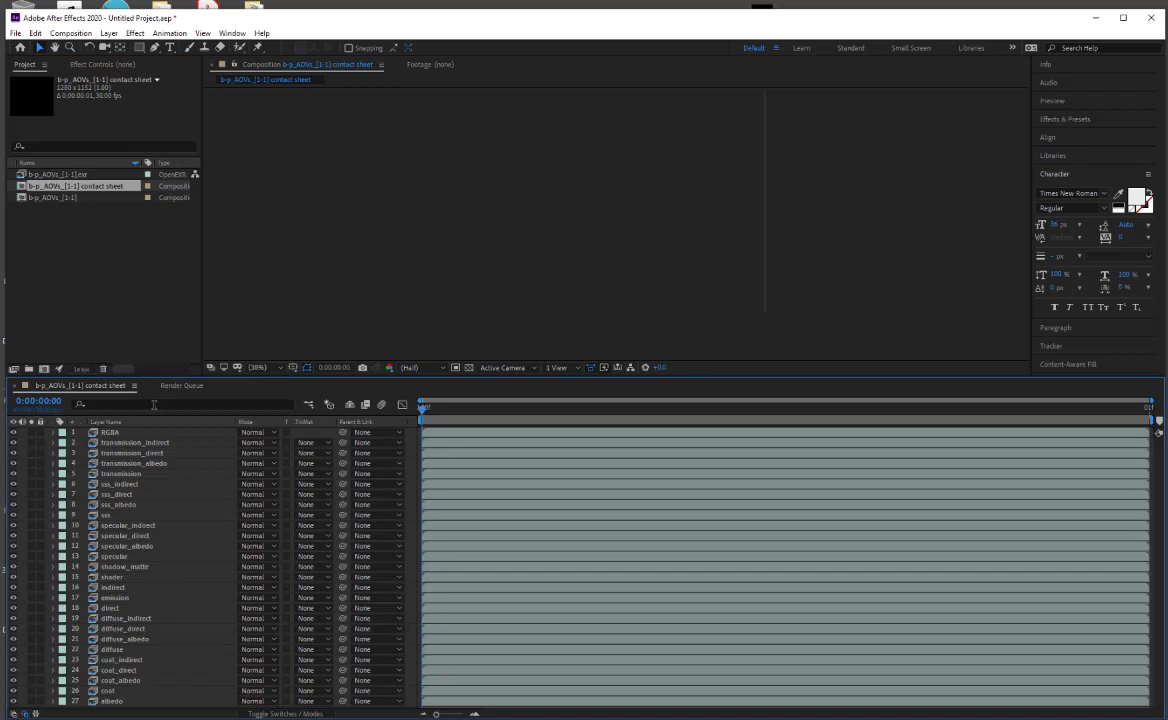 Adobe After Effects 2020 - Untitled Project.aep *
File Edit Composition Layer Effect Animation View Window Help
Snapping Default Learn Standard Small Screen Libraries Search Help
Project Effect Controls (none)
Composition b-p_AOVs_[1-1] contact sheet Footage (none)
b-p_AOVs_[1-1] contact sheet
b-p_AOVs_[1-1] contact sheet
1280 x 1152 (1.00)
Δ 0:00:00:01, 30.00 fps
Name Type
b-p_AOVs_[1-1].exr OpenEXR
b-p_AOVs_[1-1] contact sheet Compositi
b-p_AOVs_[1-1] Compositi
Info
Audio
Preview
Effects & Presets
Align
Libraries
Character
Times New Roman
Regular
36 px Auto
Metrics 0
- px
100 % 100 %
0 px 0 %
T T TT Tт T¹ T₁
Paragraph
Tracker
Content-Aware Fill
(38%) 0:00:00:00 (Half) Active Camera 1 View +0.0
b-p_AOVs_[1-1] contact sheet Render Queue
0:00:00:00
01f
# Layer Name Mode T TrkMat Parent & Link
1 RGBA Normal None
2 transmission_indirect Normal None None
3 transmission_direct Normal None None
4 transmission_albedo Normal None None
5 transmission Normal None None
6 sss_indirect Normal None None
7 sss_direct Normal None None
8 sss_albedo Normal None None
9 sss Normal None None
10 specular_indirect Normal None None
11 specular_direct Normal None None
12 specular_albedo Normal None None
13 specular Normal None None
14 shadow_matte Normal None None
15 shader Normal None None
16 indirect Normal None None
17 emission Normal None None
18 direct Normal None None
19 diffuse_indirect Normal None None
20 diffuse_direct Normal None None
21 diffuse_albedo Normal None None
22 diffuse Normal None None
23 coat_indirect Normal None None
24 coat_direct Normal None None
25 coat_albedo Normal None None
26 coat Normal None None
27 albedo Normal None None
Toggle Switches / Modes